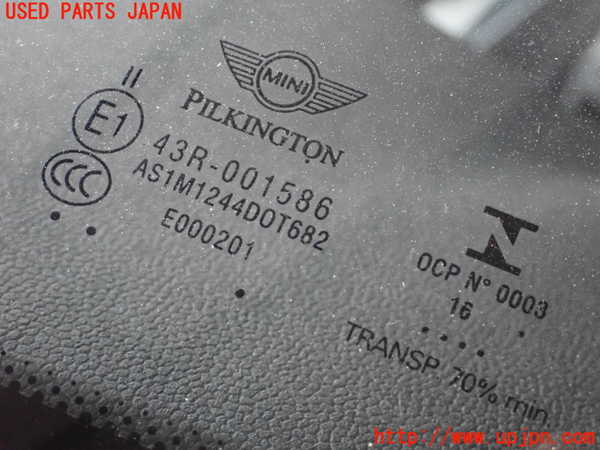 USED PARTS JAPAN
MINI
PILKINGTON
II
E1
43R-001586
CCC
AS1M1244DOT682
E000201
OCP N° 0003
16
TRANSP. 70% min
http://www.upjpn.com/